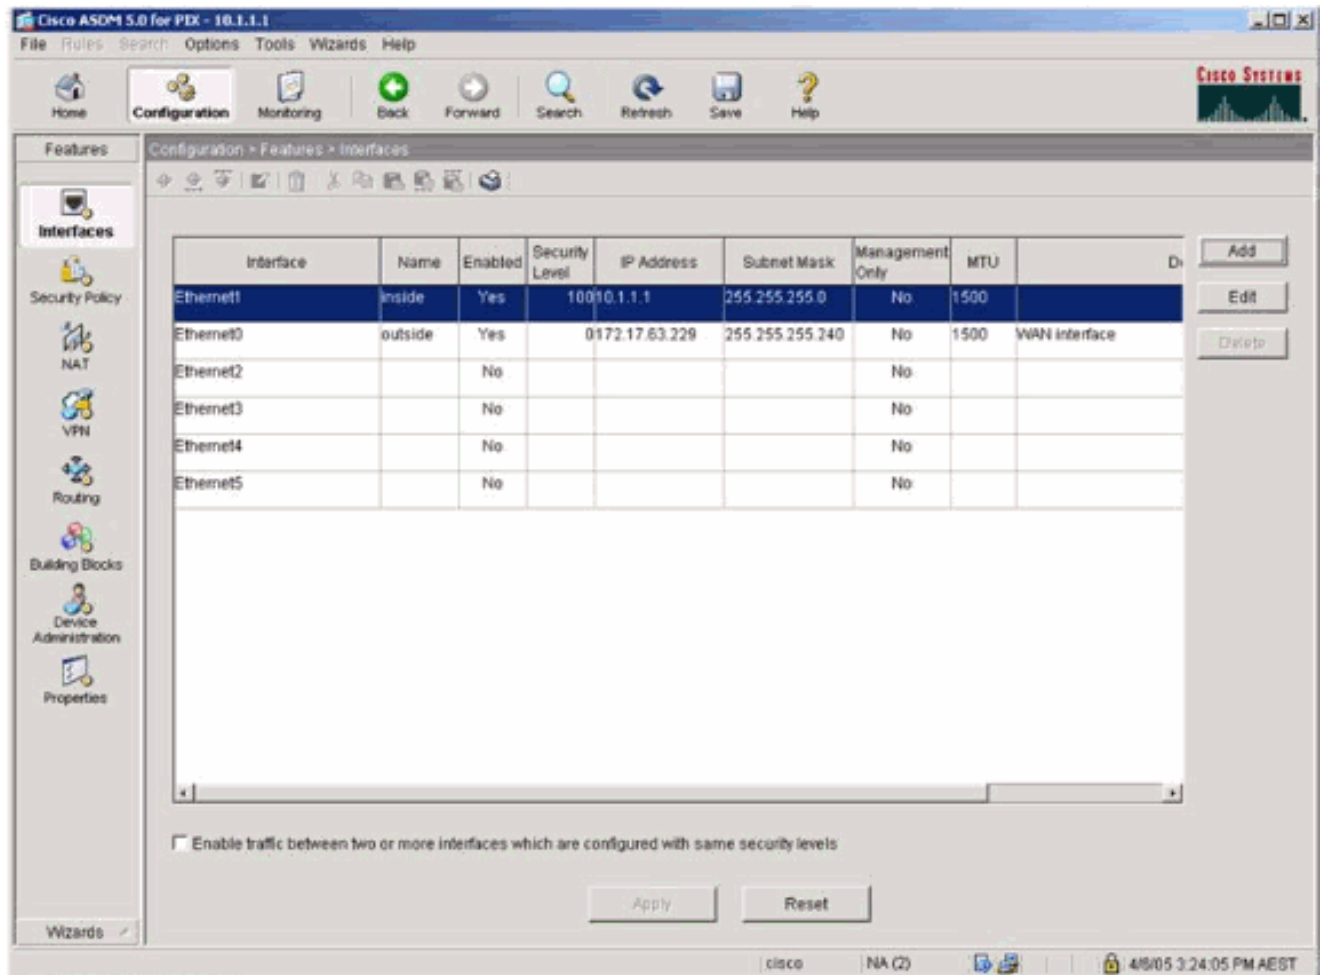 Cisco ASDM 5.0 for PIX - 10.1.1.1
File Rules Search Options Tools Wizards Help
Home Configuration Monitoring Back Forward Search Refresh Save Help
CISCO SYSTEMS
Features
Configuration > Features > Interfaces
Interfaces
Security Policy
NAT
VPN
Routing
Building Blocks
Device
Administration
Properties
Wizards
Interface Name Enabled Security Level IP Address Subnet Mask Management Only MTU
Ethernet1 inside Yes 100 10.1.1.1 255.255.255.0 No 1500
Ethernet0 outside Yes 0 172.17.63.229 255.255.255.240 No 1500 WAN interface
Ethernet2 No No
Ethernet3 No No
Ethernet4 No No
Ethernet5 No No
Add
Edit
Delete
Enable traffic between two or more interfaces which are configured with same security levels
Apply Reset
cisco NA (2) 4/6/05 3:24:05 PM AEST